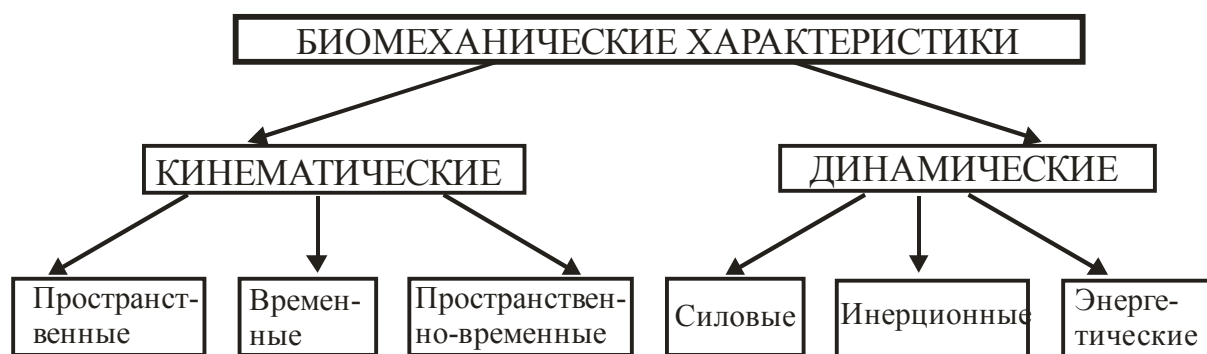 БИОМЕХАНИЧЕСКИЕ ХАРАКТЕРИСТИКИ
КИНЕМАТИЧЕСКИЕ
ДИНАМИЧЕСКИЕ
Пространст-
венные
Времен-
ные
Пространствен-
но-временные
Силовые
Инерционные
Энерге-
тические